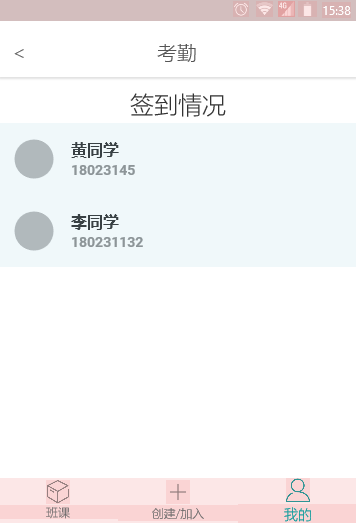 4G 15:38
< 考勤
签到情况
黄同学
18023145
李同学
180231132
班课 创建/加入 我的